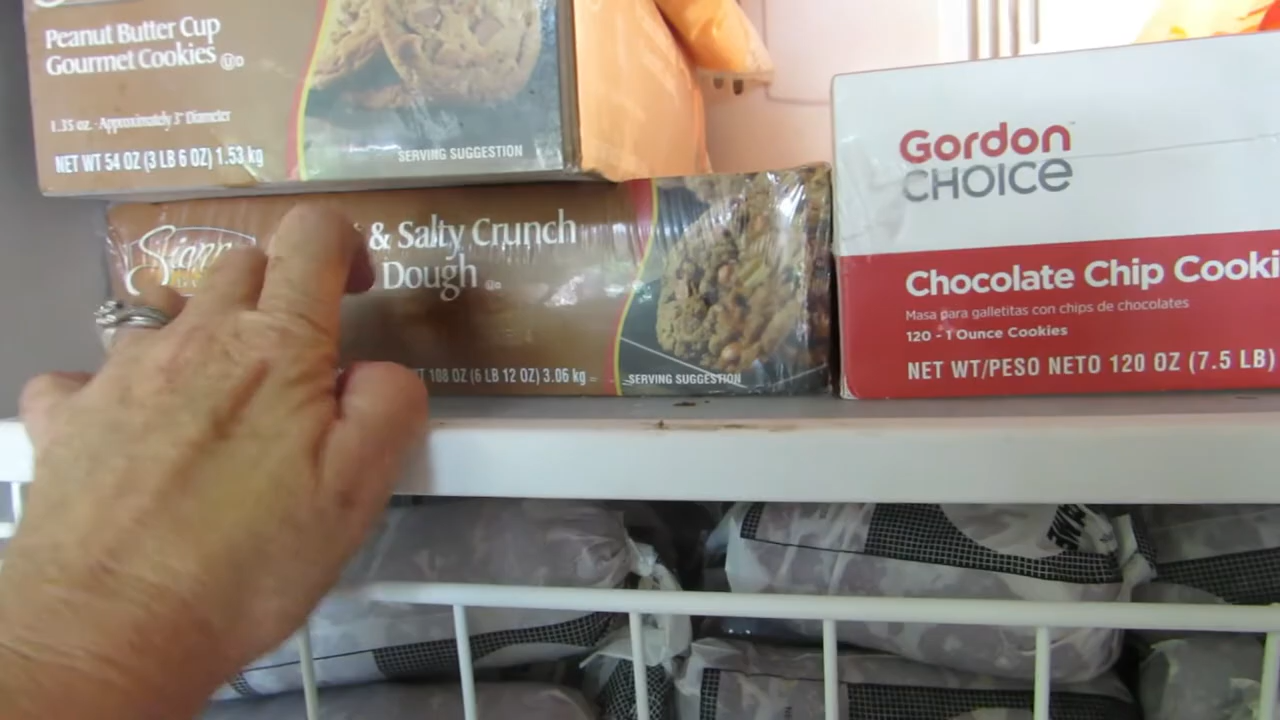 Peanut Butter Cup
Gourmet Cookies
1.35 oz. - Approximately 3" Diameter
NET WT 54 OZ (3 LB 6 OZ) 1.53 kg
SERVING SUGGESTION
& Salty Crunch
Dough
108 OZ (6 LB 12 OZ) 3.06 kg
SERVING SUGGESTION
Gordon
CHOICE
Chocolate Chip Cooki
Masa para galletitas con chips de chocolates
120 - 1 Ounce Cookies
NET WT/PESO NETO 120 OZ (7.5 LB)